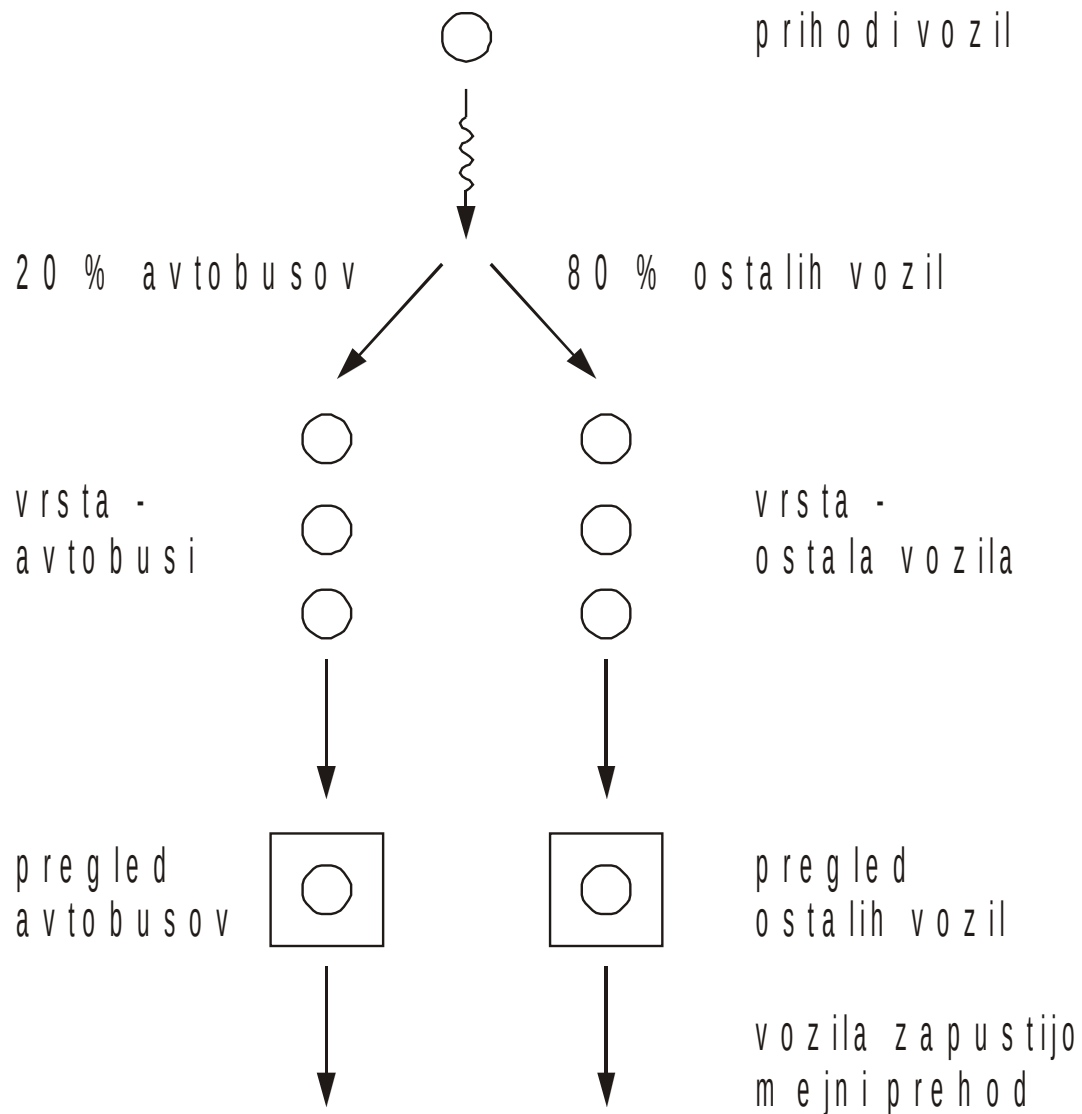 prihodi vozil
20 % avtobusov
80 % ostalih vozil
vrsta -
avtobusi
vrsta -
ostala vozila
pregled
avtobusov
pregled
ostalih vozil
vozila zapustijo
mejni prehod